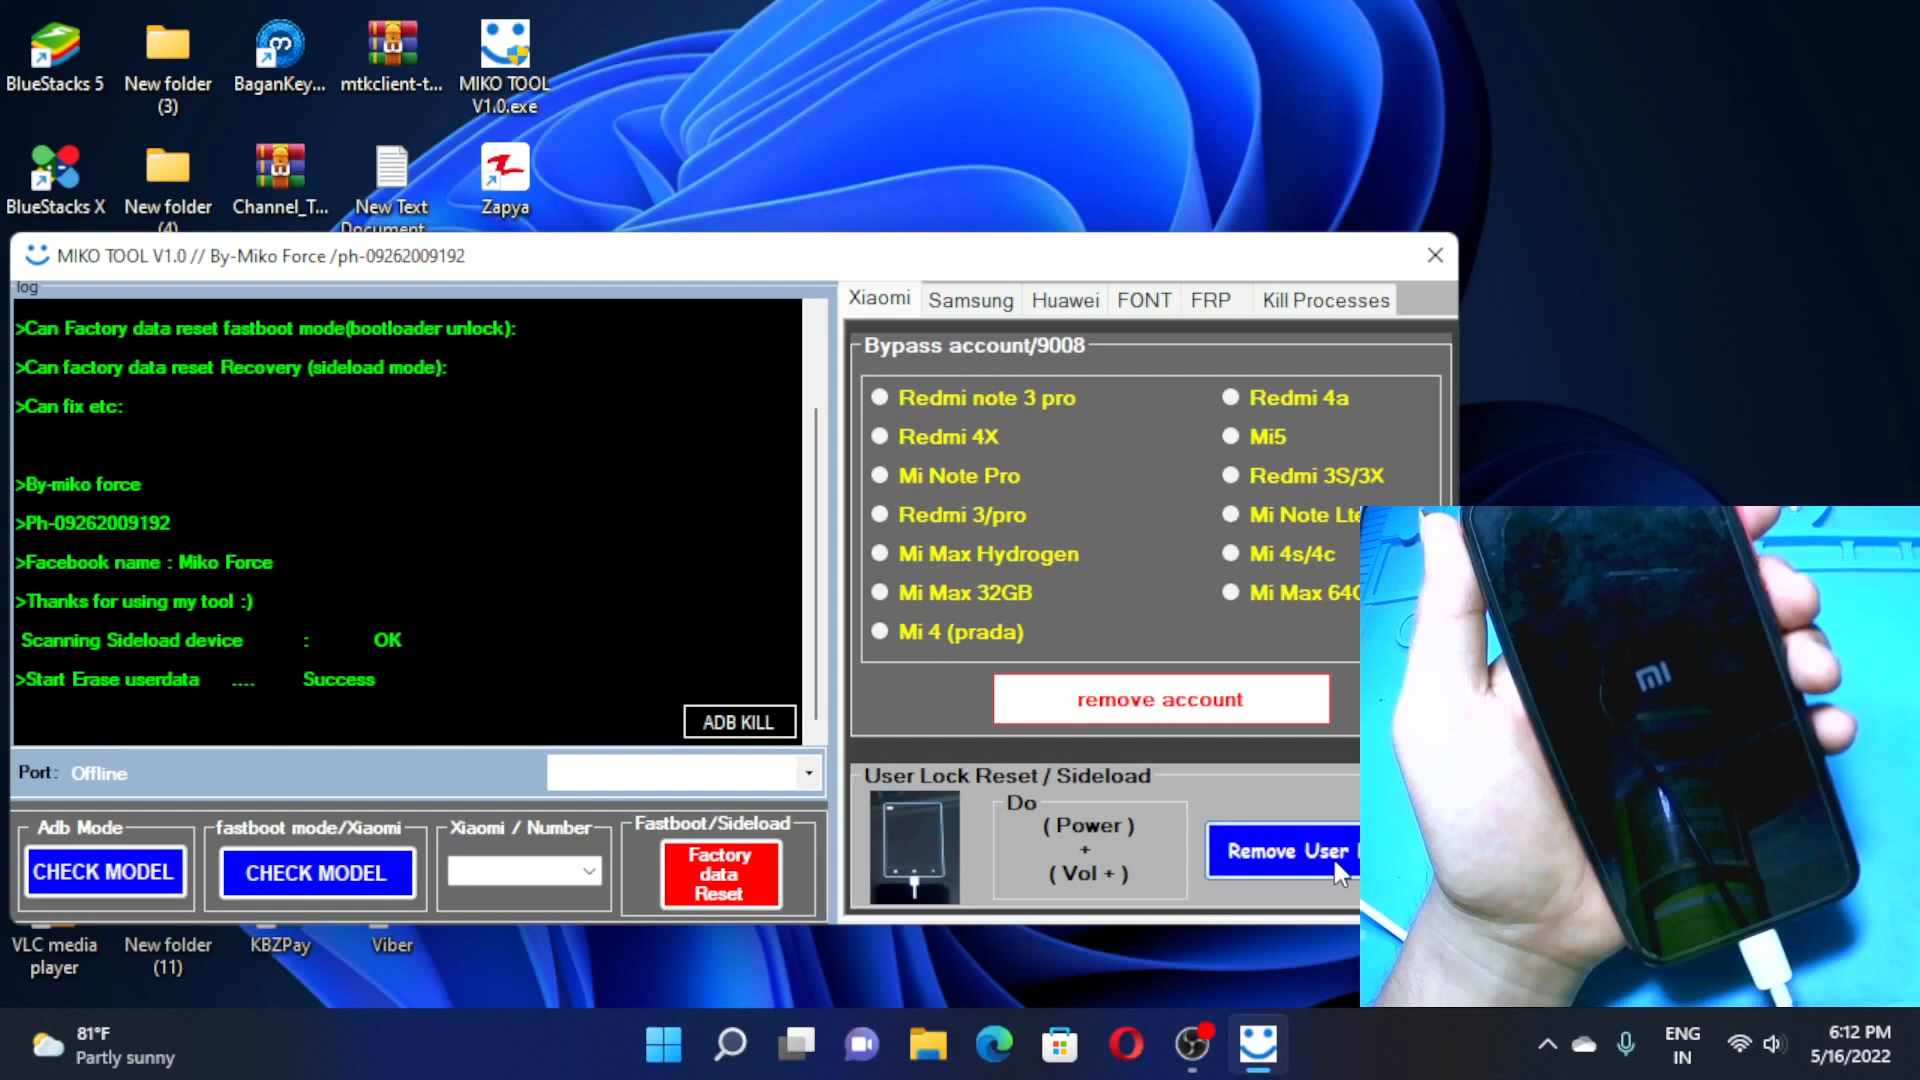 BlueStacks 5
New folder
(3)
BaganKey...
mtkclient-t...
MIKO TOOL
V1.0.exe
BlueStacks X
New folder
(4)
Channel_T...
New Text
Document
Zapya
MIKO TOOL V1.0 // By-Miko Force /ph-09262009192
log
>Can Factory data reset fastboot mode(bootloader unlock):
>Can factory data reset Recovery (sideload mode):
>Can fix etc:
>By-miko force
>Ph-09262009192
>Facebook name : Miko Force
>Thanks for using my tool :)
Scanning Sideload device : OK
>Start Erase userdata .... Success
ADB KILL
Port : Offline
Adb Mode
CHECK MODEL
fastboot mode/Xiaomi
CHECK MODEL
Xiaomi / Number
Fastboot/Sideload
Factory
data
Reset
Xiaomi
Samsung
Huawei
FONT
FRP
Kill Processes
Bypass account/9008
Redmi note 3 pro
Redmi 4a
Redmi 4X
Mi5
Mi Note Pro
Redmi 3S/3X
Redmi 3/pro
Mi Note Lte
Mi Max Hydrogen
Mi 4s/4c
Mi Max 32GB
Mi Max 64G
Mi 4 (prada)
remove account
User Lock Reset / Sideload
Do
( Power )
+
( Vol + )
Remove User
mi
VLC media
player
New folder
(11)
KBZPay
Viber
81°F
Partly sunny
ENG
IN
6:12 PM
5/16/2022